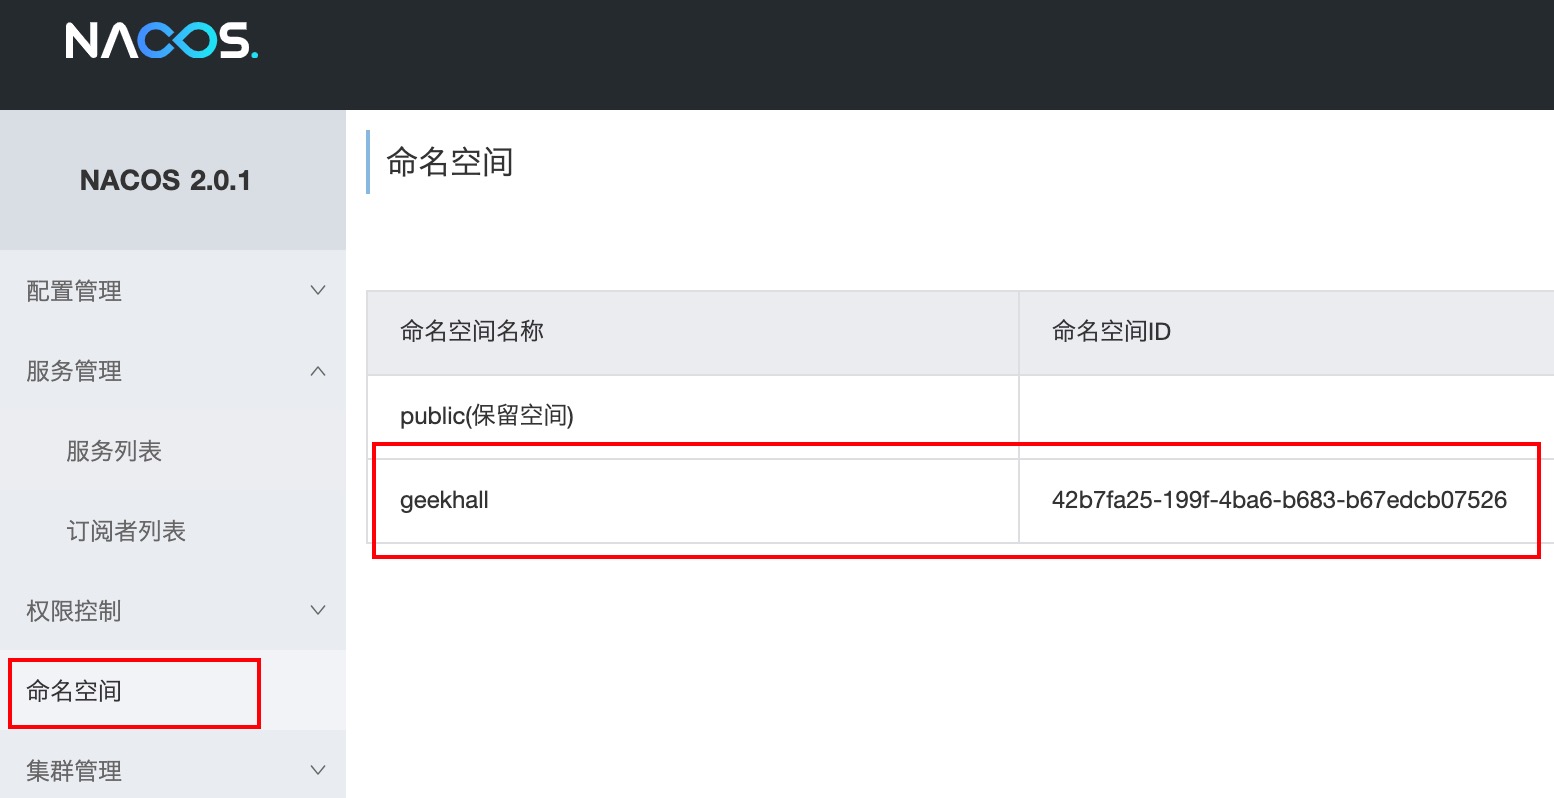 NACOS.
NACOS 2.0.1
配置管理
服务管理
服务列表
订阅者列表
权限控制
命名空间
集群管理
命名空间
命名空间名称 命名空间ID
public(保留空间)
geekhall 42b7fa25-199f-4ba6-b683-b67edcb07526